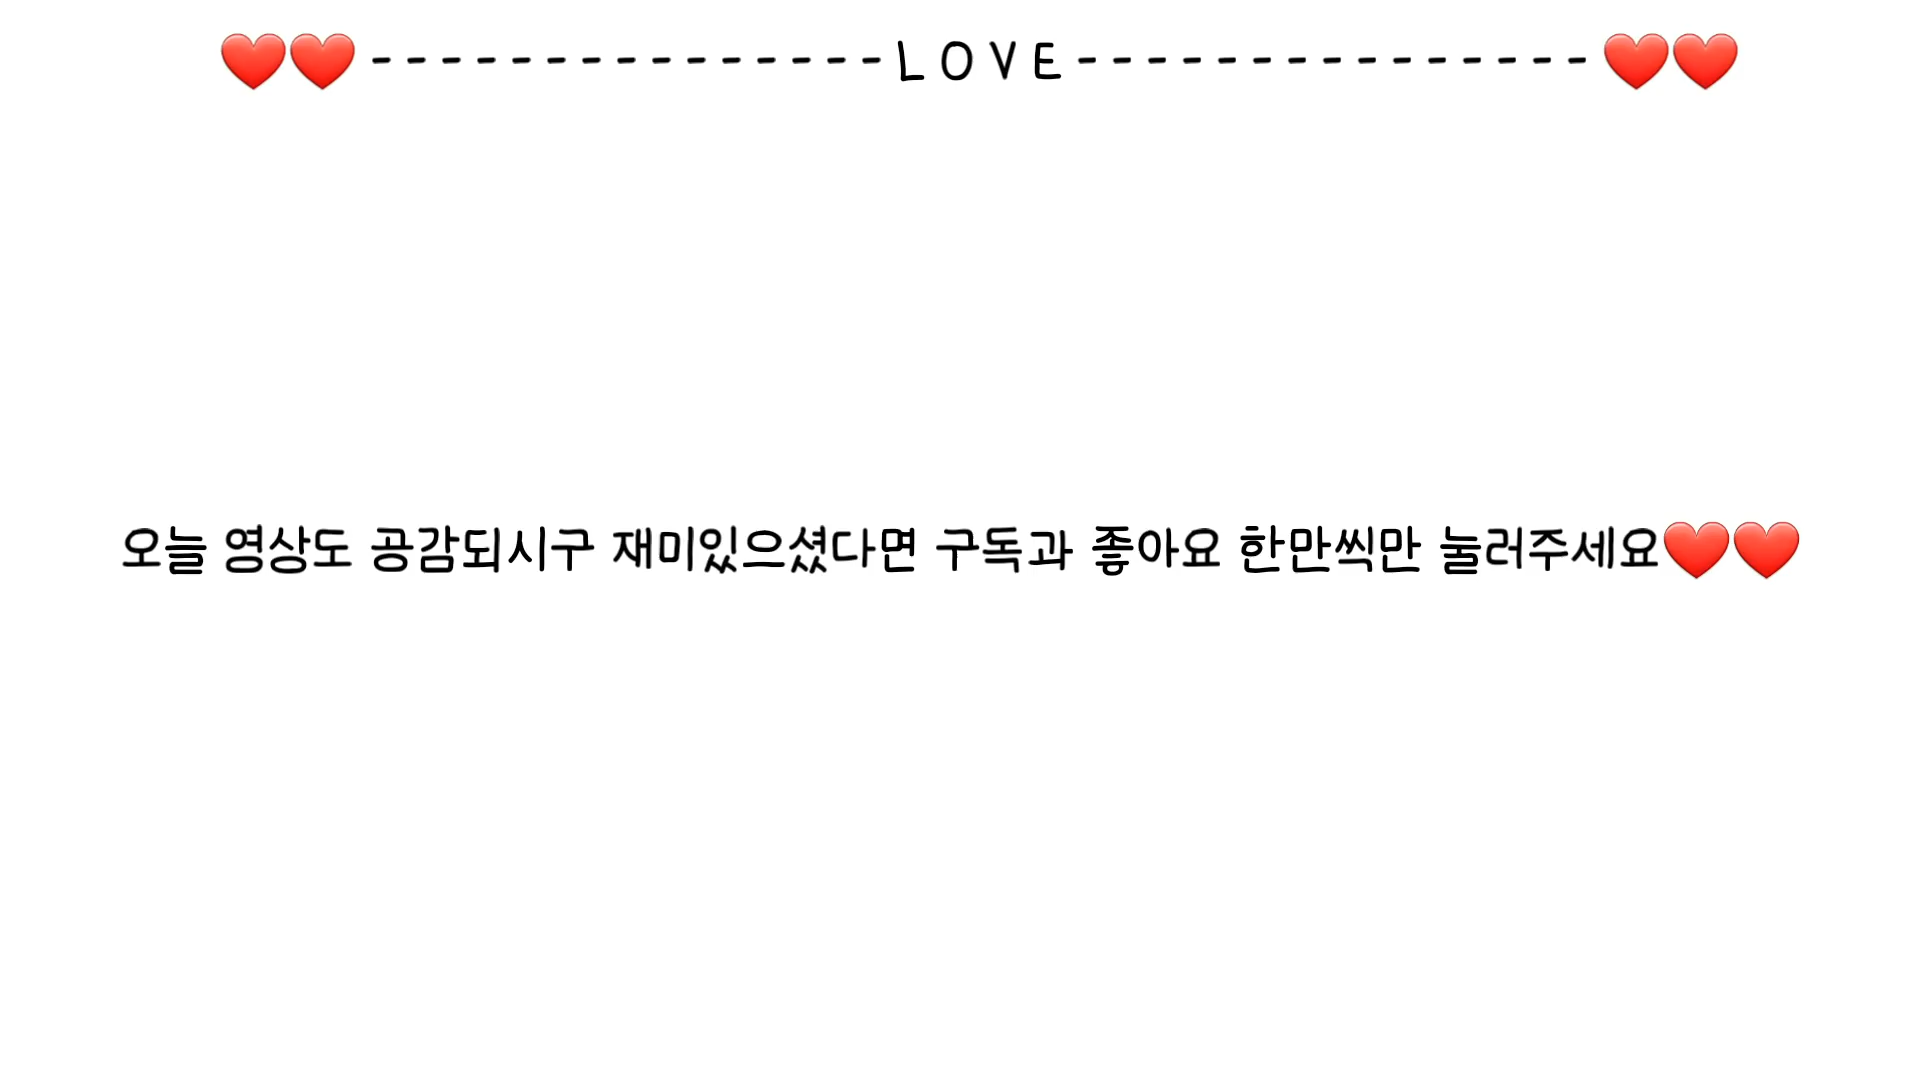 ❤️❤️---------------LOVE---------------❤️❤️
오늘 영상도 공감되시구 재미있으셨다면 구독과 좋아요 한만씩만 눌러주세요❤️❤️